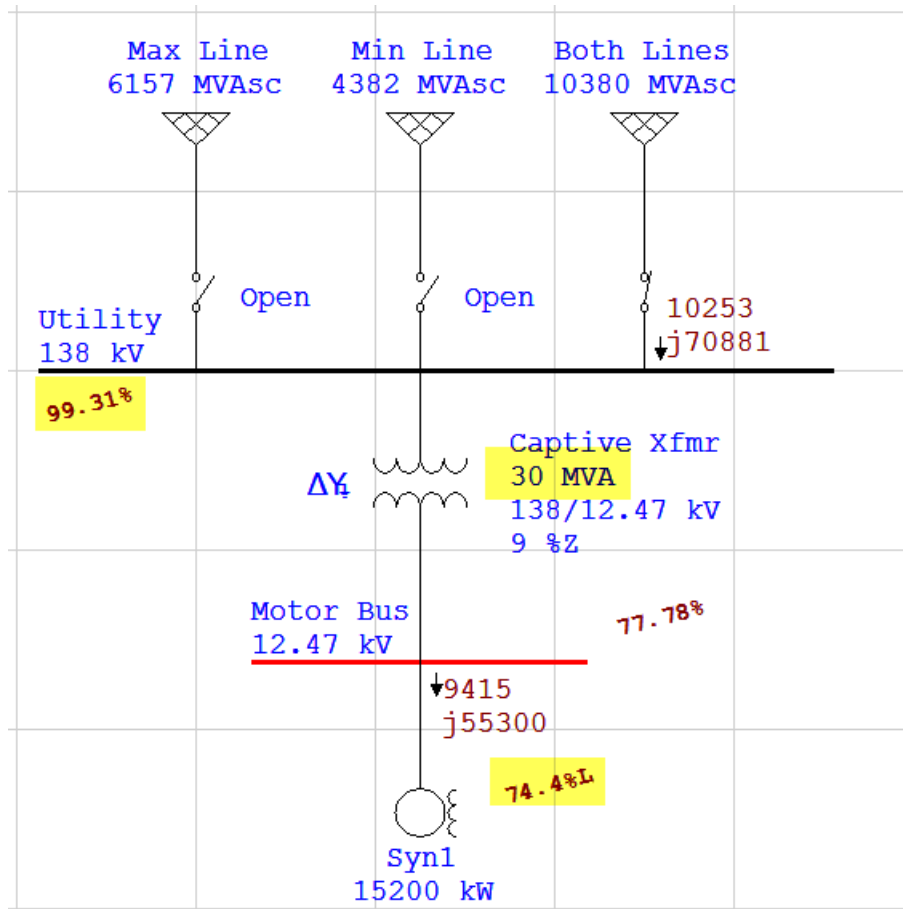 Max Line
6157 MVAsc
Min Line
4382 MVAsc
Both Lines
10380 MVAsc
Open
Open
10253
j70881
Utility
138 kV
99.31%
ΔY
Captive Xfmr
30 MVA
138/12.47 kV
9 %Z
Motor Bus
12.47 kV
77.78%
9415
j55300
74.4%L
Syn1
15200 kW